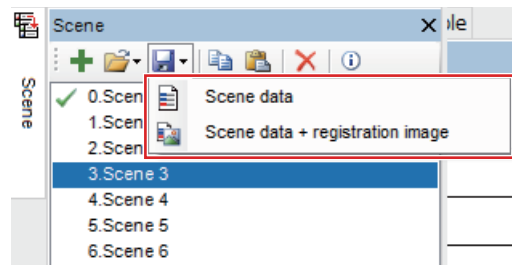 Scene
ble
Scene
0.Scen
Scene data
1.Scen
Scene data + registration image
2.Scen
3.Scene 3
4.Scene 4
5.Scene 5
6.Scene 6